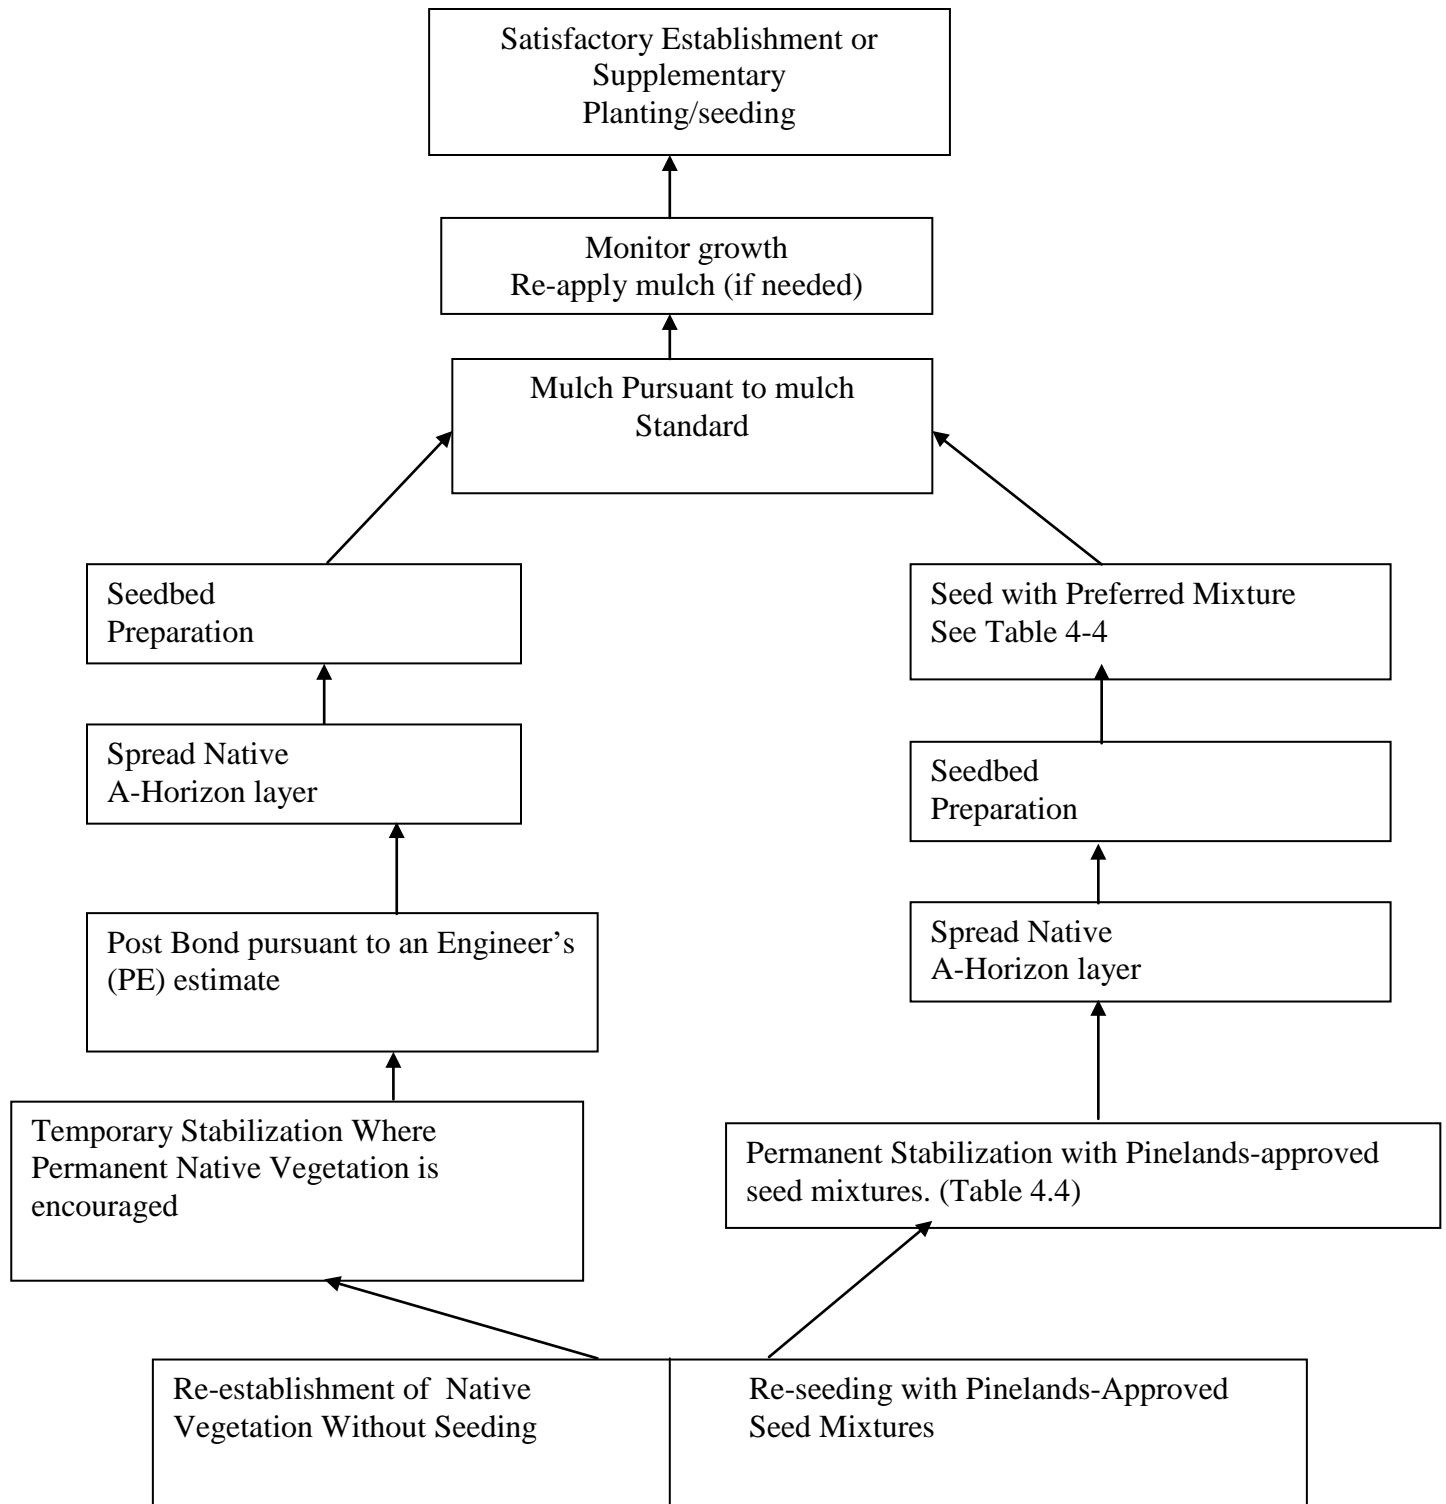 Satisfactory Establishment or
Supplementary
Planting/seeding
Monitor growth
Re-apply mulch (if needed)
Mulch Pursuant to mulch
Standard
Seedbed
Preparation
Seed with Preferred Mixture
See Table 4-4
Spread Native
A-Horizon layer
Seedbed
Preparation
Post Bond pursuant to an Engineer’s
(PE) estimate
Spread Native
A-Horizon layer
Temporary Stabilization Where
Permanent Native Vegetation is
encouraged
Permanent Stabilization with Pinelands-approved
seed mixtures. (Table 4.4)
Re-establishment of  Native
Vegetation Without Seeding
Re-seeding with Pinelands-Approved
Seed Mixtures